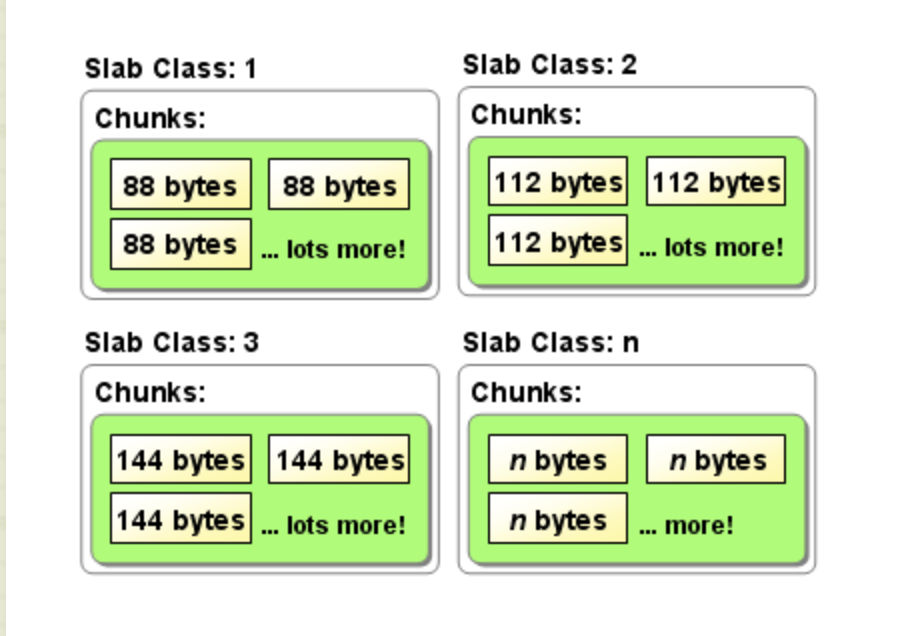 Slab Class: 1
Chunks:
88 bytes
88 bytes
88 bytes
... lots more!
Slab Class: 2
Chunks:
112 bytes
112 bytes
112 bytes
... lots more!
Slab Class: 3
Chunks:
144 bytes
144 bytes
144 bytes
... lots more!
Slab Class: n
Chunks:
n bytes
n bytes
n bytes
... more!